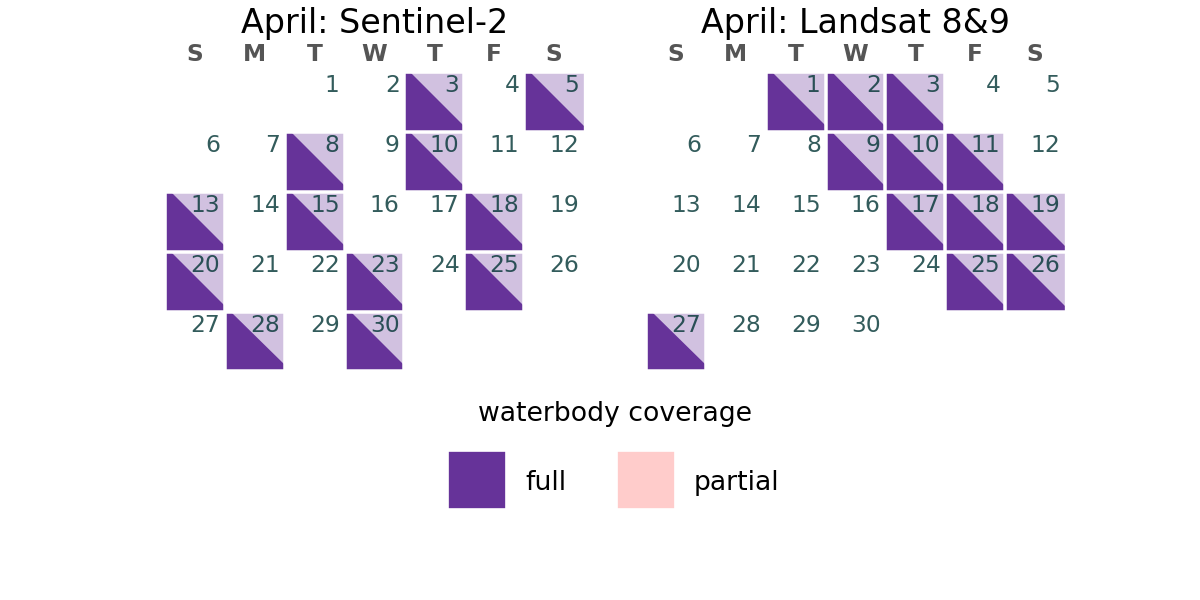 April: Sentinel-2
S M T W T F S
1 2 3 4 5
6 7 8 9 10 11 12
13 14 15 16 17 18 19
20 21 22 23 24 25 26
27 28 29 30
April: Landsat 8&9
S M T W T F S
1 2 3 4 5
6 7 8 9 10 11 12
13 14 15 16 17 18 19
20 21 22 23 24 25 26
27 28 29 30
waterbody coverage
full
partial